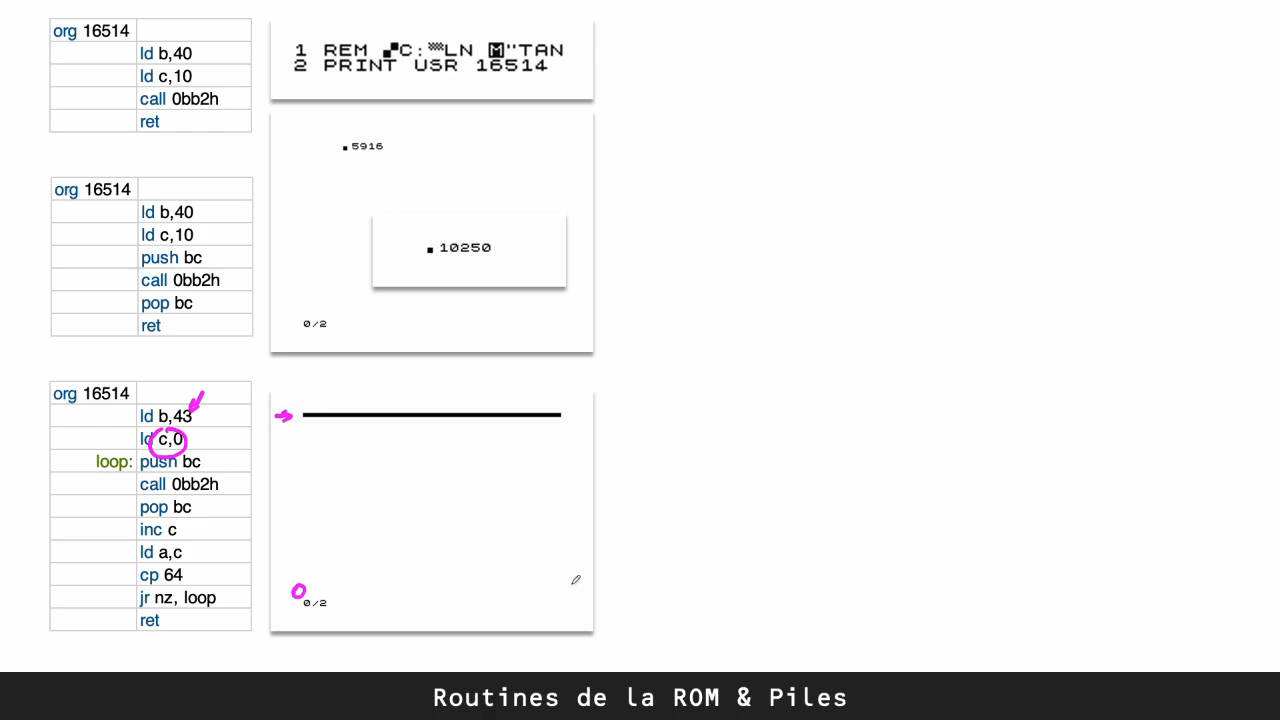 org 16514
ld b,40
ld c,10
call 0bb2h
ret
1 REM C: LN M"TAN
2 PRINT USR 16514
5916
10250
0/2
org 16514
ld b,40
ld c,10
push bc
call 0bb2h
pop bc
ret
org 16514
ld b,43
ld c,0
loop: push bc
call 0bb2h
pop bc
inc c
ld a,c
cp 64
jr nz, loop
ret
0/2
Routines de la ROM & Piles